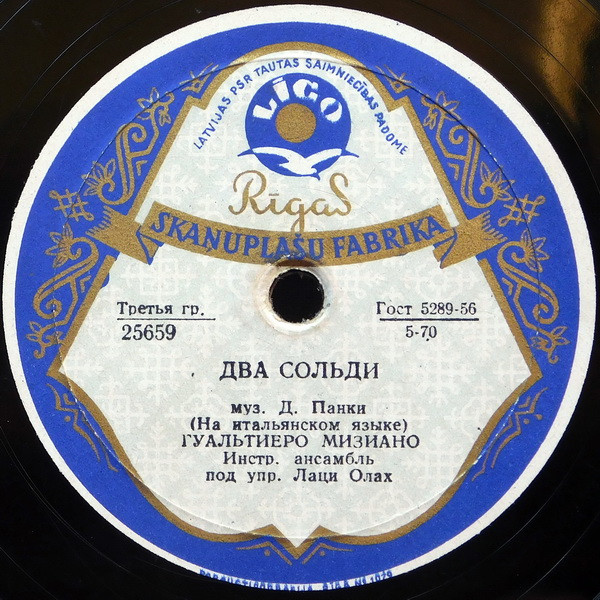 LATVIJAS PSR TAUTAS SAIMNIECĪBAS PADOME
LĪGO
Rīgas
SKAŅUPLAŠU FABRIKA
Третья гр.
25659
Гост 5289-56
5-70
ДВА СОЛЬДИ
муз. Д. Панки
(На итальянском языке)
ГУАЛЬТИЕРО МИЗИАНО
Инстр. ансамбль
под упр. Лаци Олах